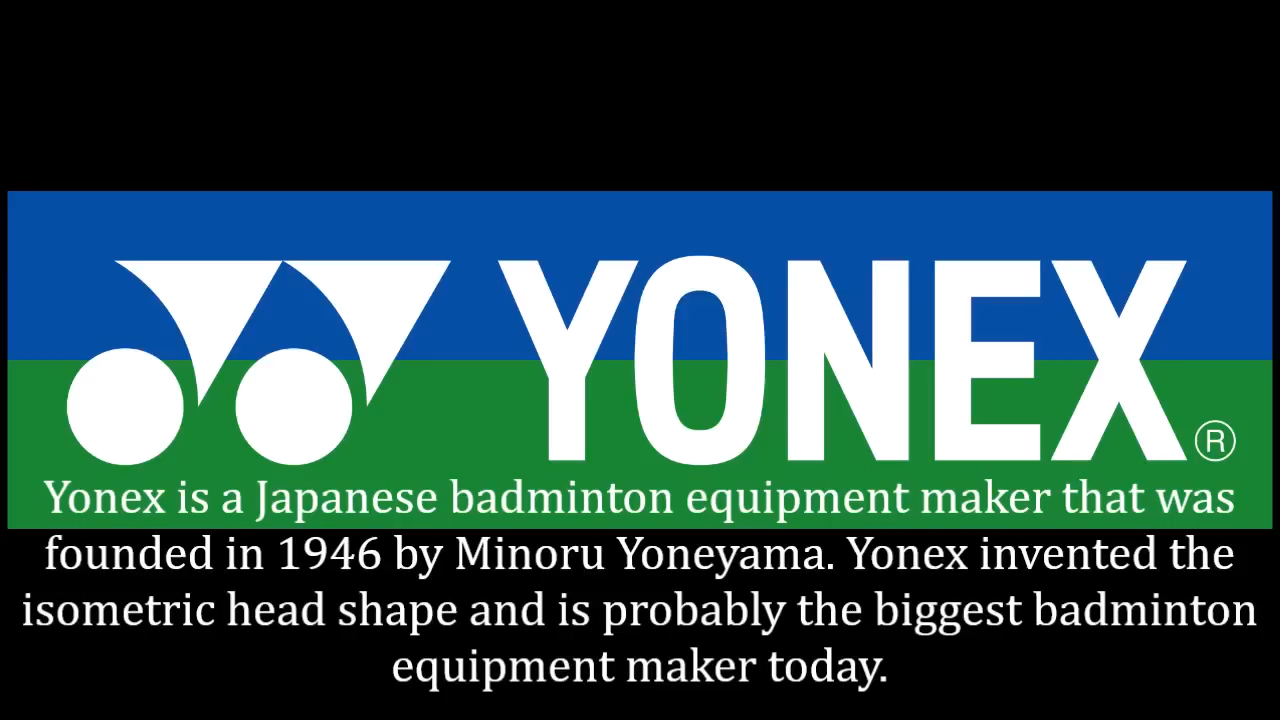 YONEX ®
Yonex is a Japanese badminton equipment maker that was
founded in 1946 by Minoru Yoneyama. Yonex invented the
isometric head shape and is probably the biggest badminton
equipment maker today.